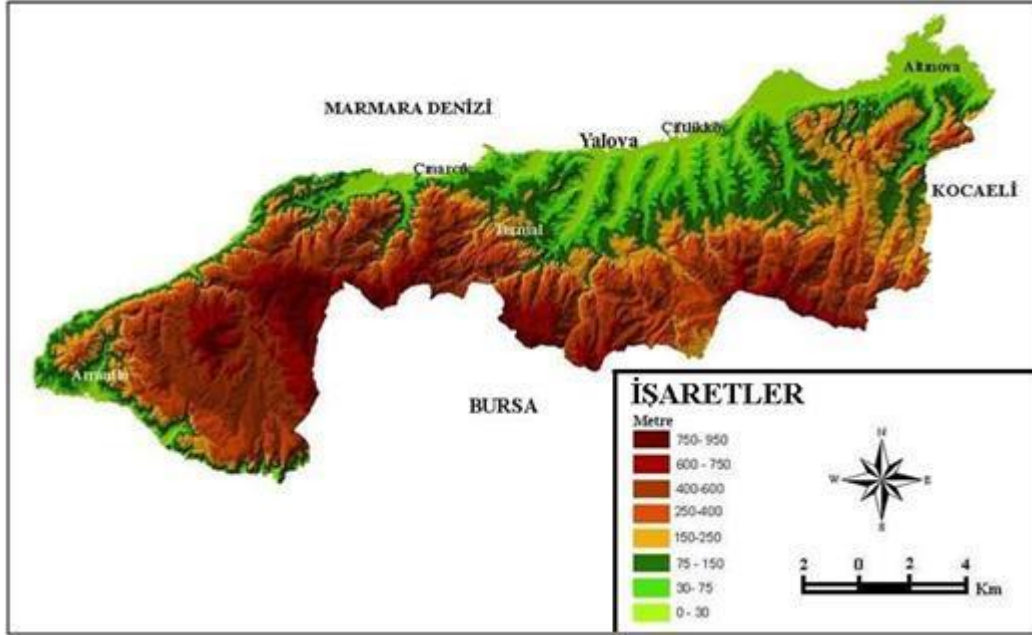 Altınova
MARMARA DENİZİ
Çiftlikköy
Yalova
Çınarcık
KOCAELİ
Termal
Armutlu
BURSA
İŞARETLER
Metre
750- 950
600 - 750
400-600
250-400
150-250
75 - 150
30- 75
0 - 30
N
W E
S
2 0 2 4
Km